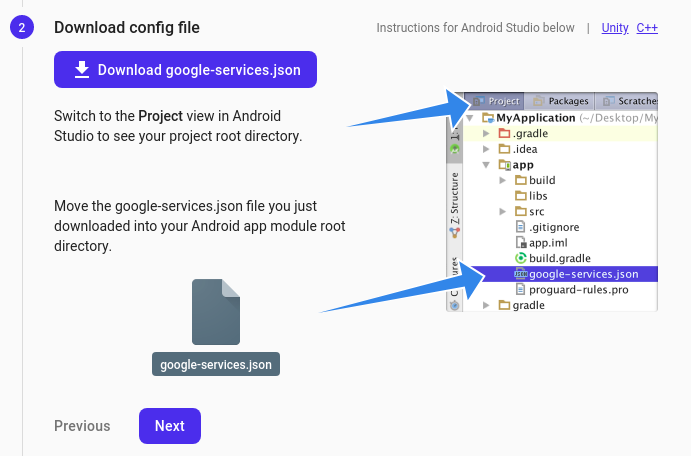 2 Download config file
Instructions for Android Studio below | Unity C++
Download google-services.json
Switch to the Project view in Android
Studio to see your project root directory.
Move the google-services.json file you just
downloaded into your Android app module root
directory.
google-services.json
Project Packages Scratche
MyApplication (~/Desktop/My
.gradle
.idea
app
build
libs
src
.gitignore
app.iml
build.gradle
google-services.json
proguard-rules.pro
gradle
Z: Structure
Previous Next